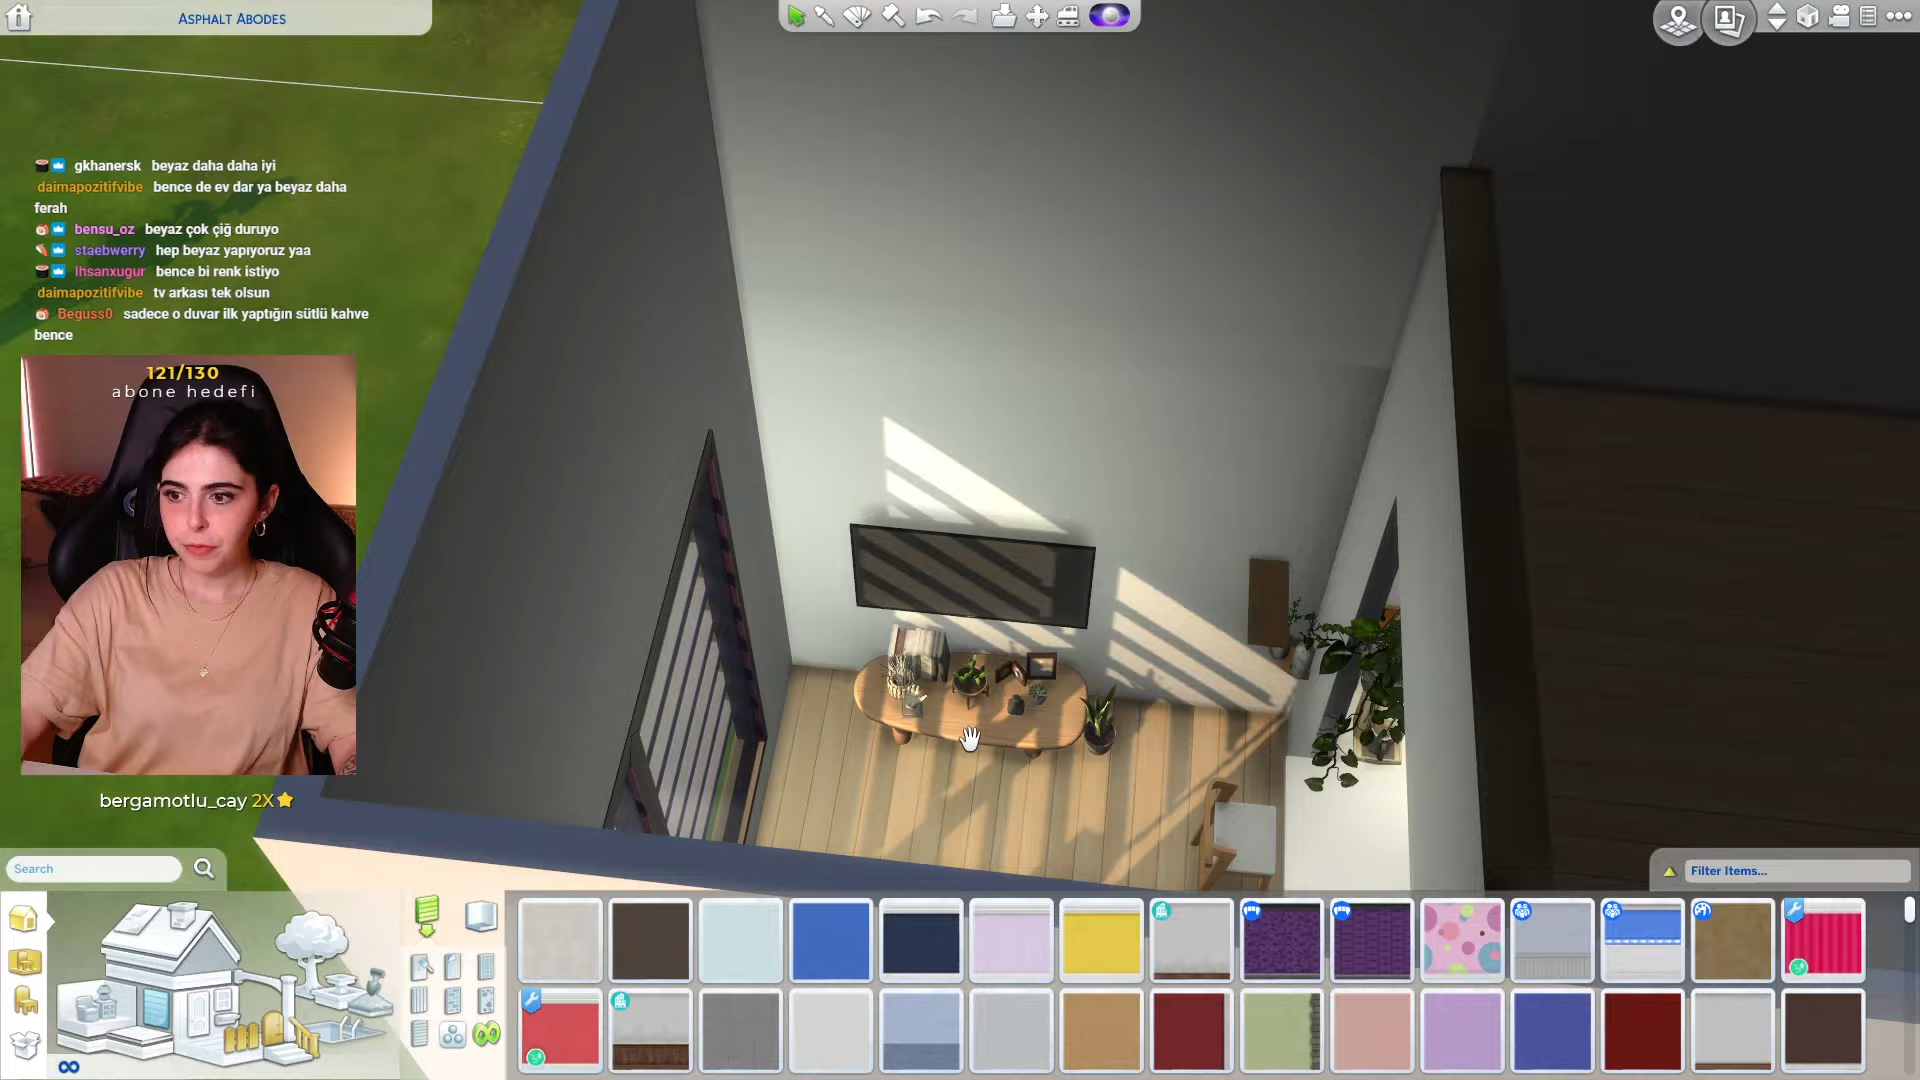 Asphalt Abodes
gkhanersk beyaz daha daha iyi
daimapozitifvibe bence de ev dar ya beyaz daha
ferah
bensu_oz beyaz çok çiğ duruyo
staebwerry hep beyaz yapıyoruz yaa
Ihsanxugur bence bi renk istiyo
daimapozitifvibe tv arkası tek olsun
Beguss0 sadece o duvar ilk yaptığın sütlü kahve
bence
121/130
abone hedefi
bergamotlu_cay 2X
Search
Filter Items...